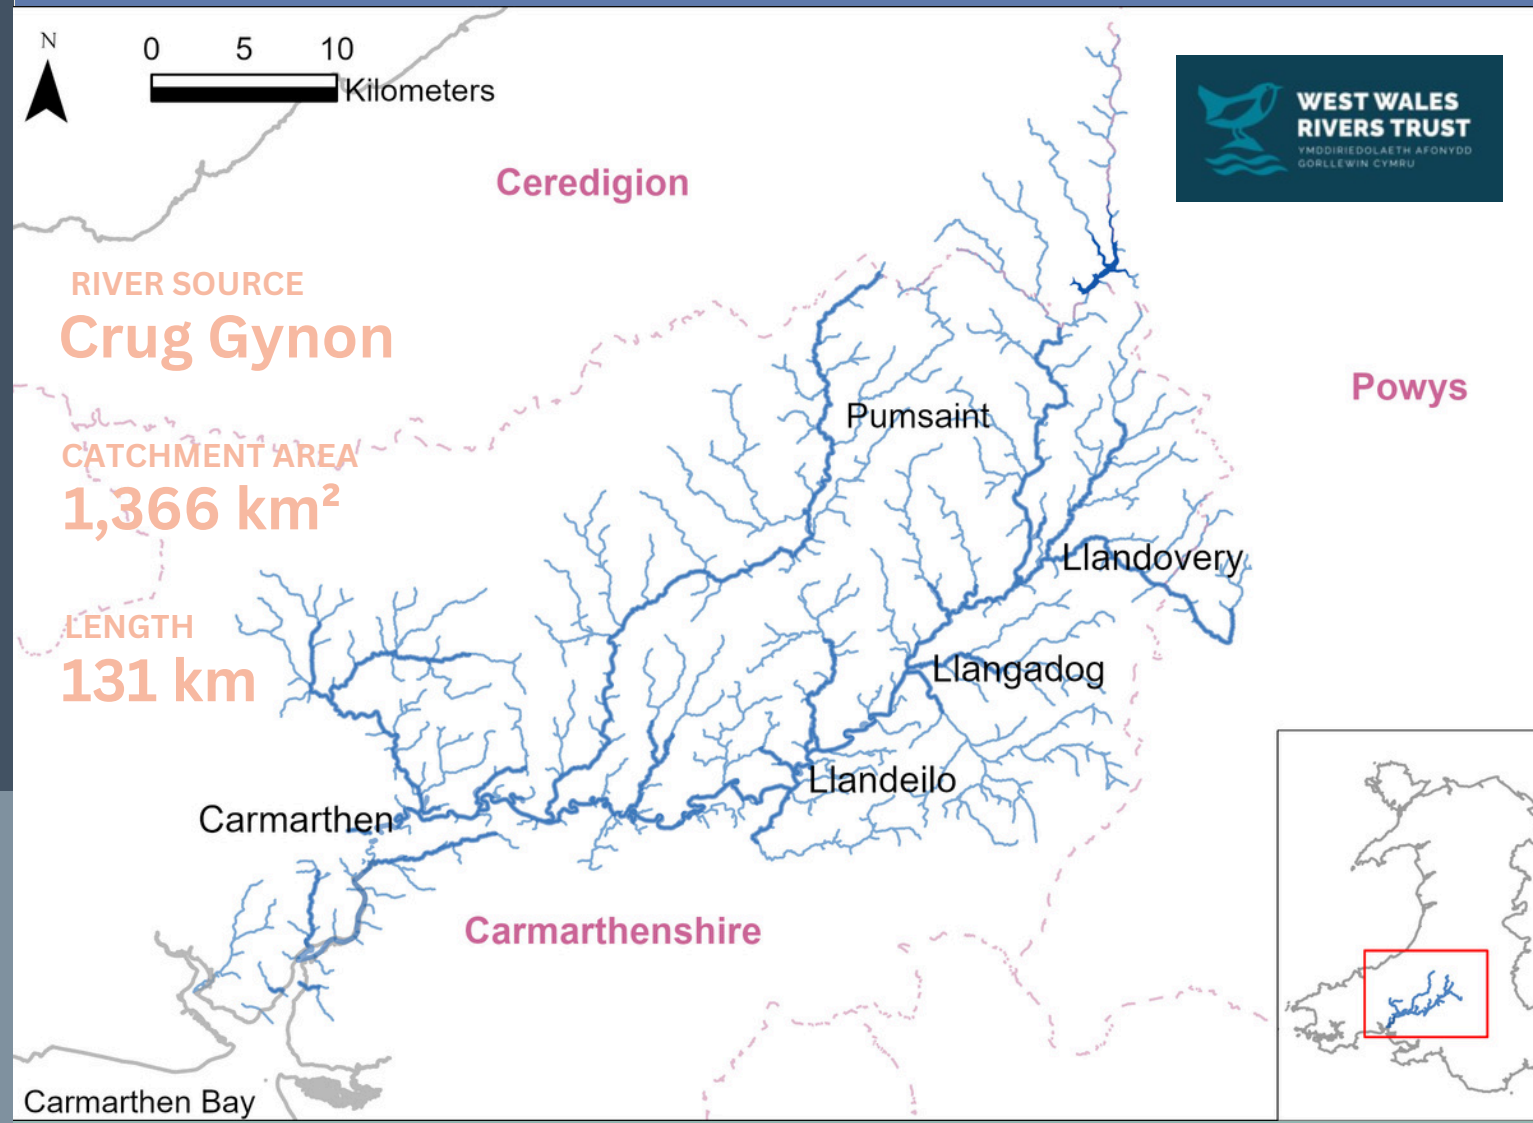 N
0 5 10
Kilometers
WEST WALES
RIVERS TRUST
YMDDIRIEDOLAETH AFONYDD
GORLLEWIN CYMRU
Ceredigion
RIVER SOURCE
Crug Gynon
Powys
Pumsaint
CATCHMENT AREA
1,366 km²
Llandovery
LENGTH
131 km
Llangadog
Llandeilo
Carmarthen
Carmarthenshire
Carmarthen Bay